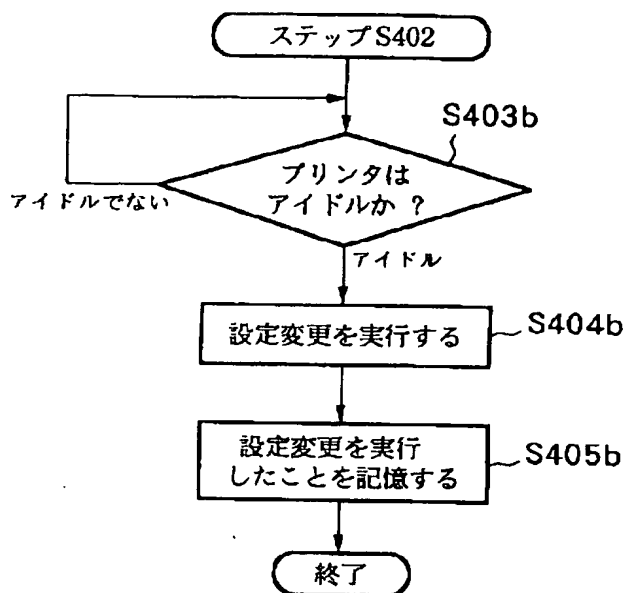 ステップS402
S403b
プリンタは
アイドルか ?
アイドルでない
アイドル
設定変更を実行する
S404b
設定変更を実行
したことを記憶する
S405b
終了